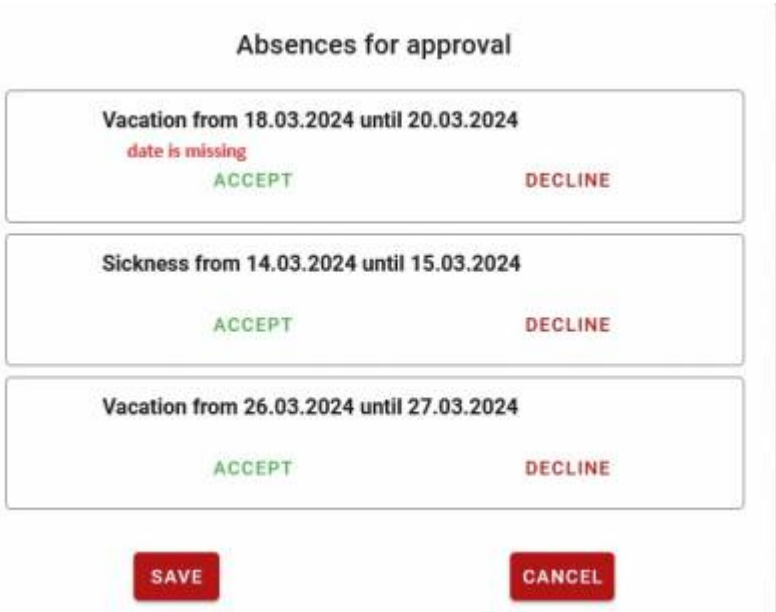 Absences for approval
Vacation from 18.03.2024 until 20.03.2024
date is missing
ACCEPT DECLINE
Sickness from 14.03.2024 until 15.03.2024
ACCEPT DECLINE
Vacation from 26.03.2024 until 27.03.2024
ACCEPT DECLINE
SAVE CANCEL